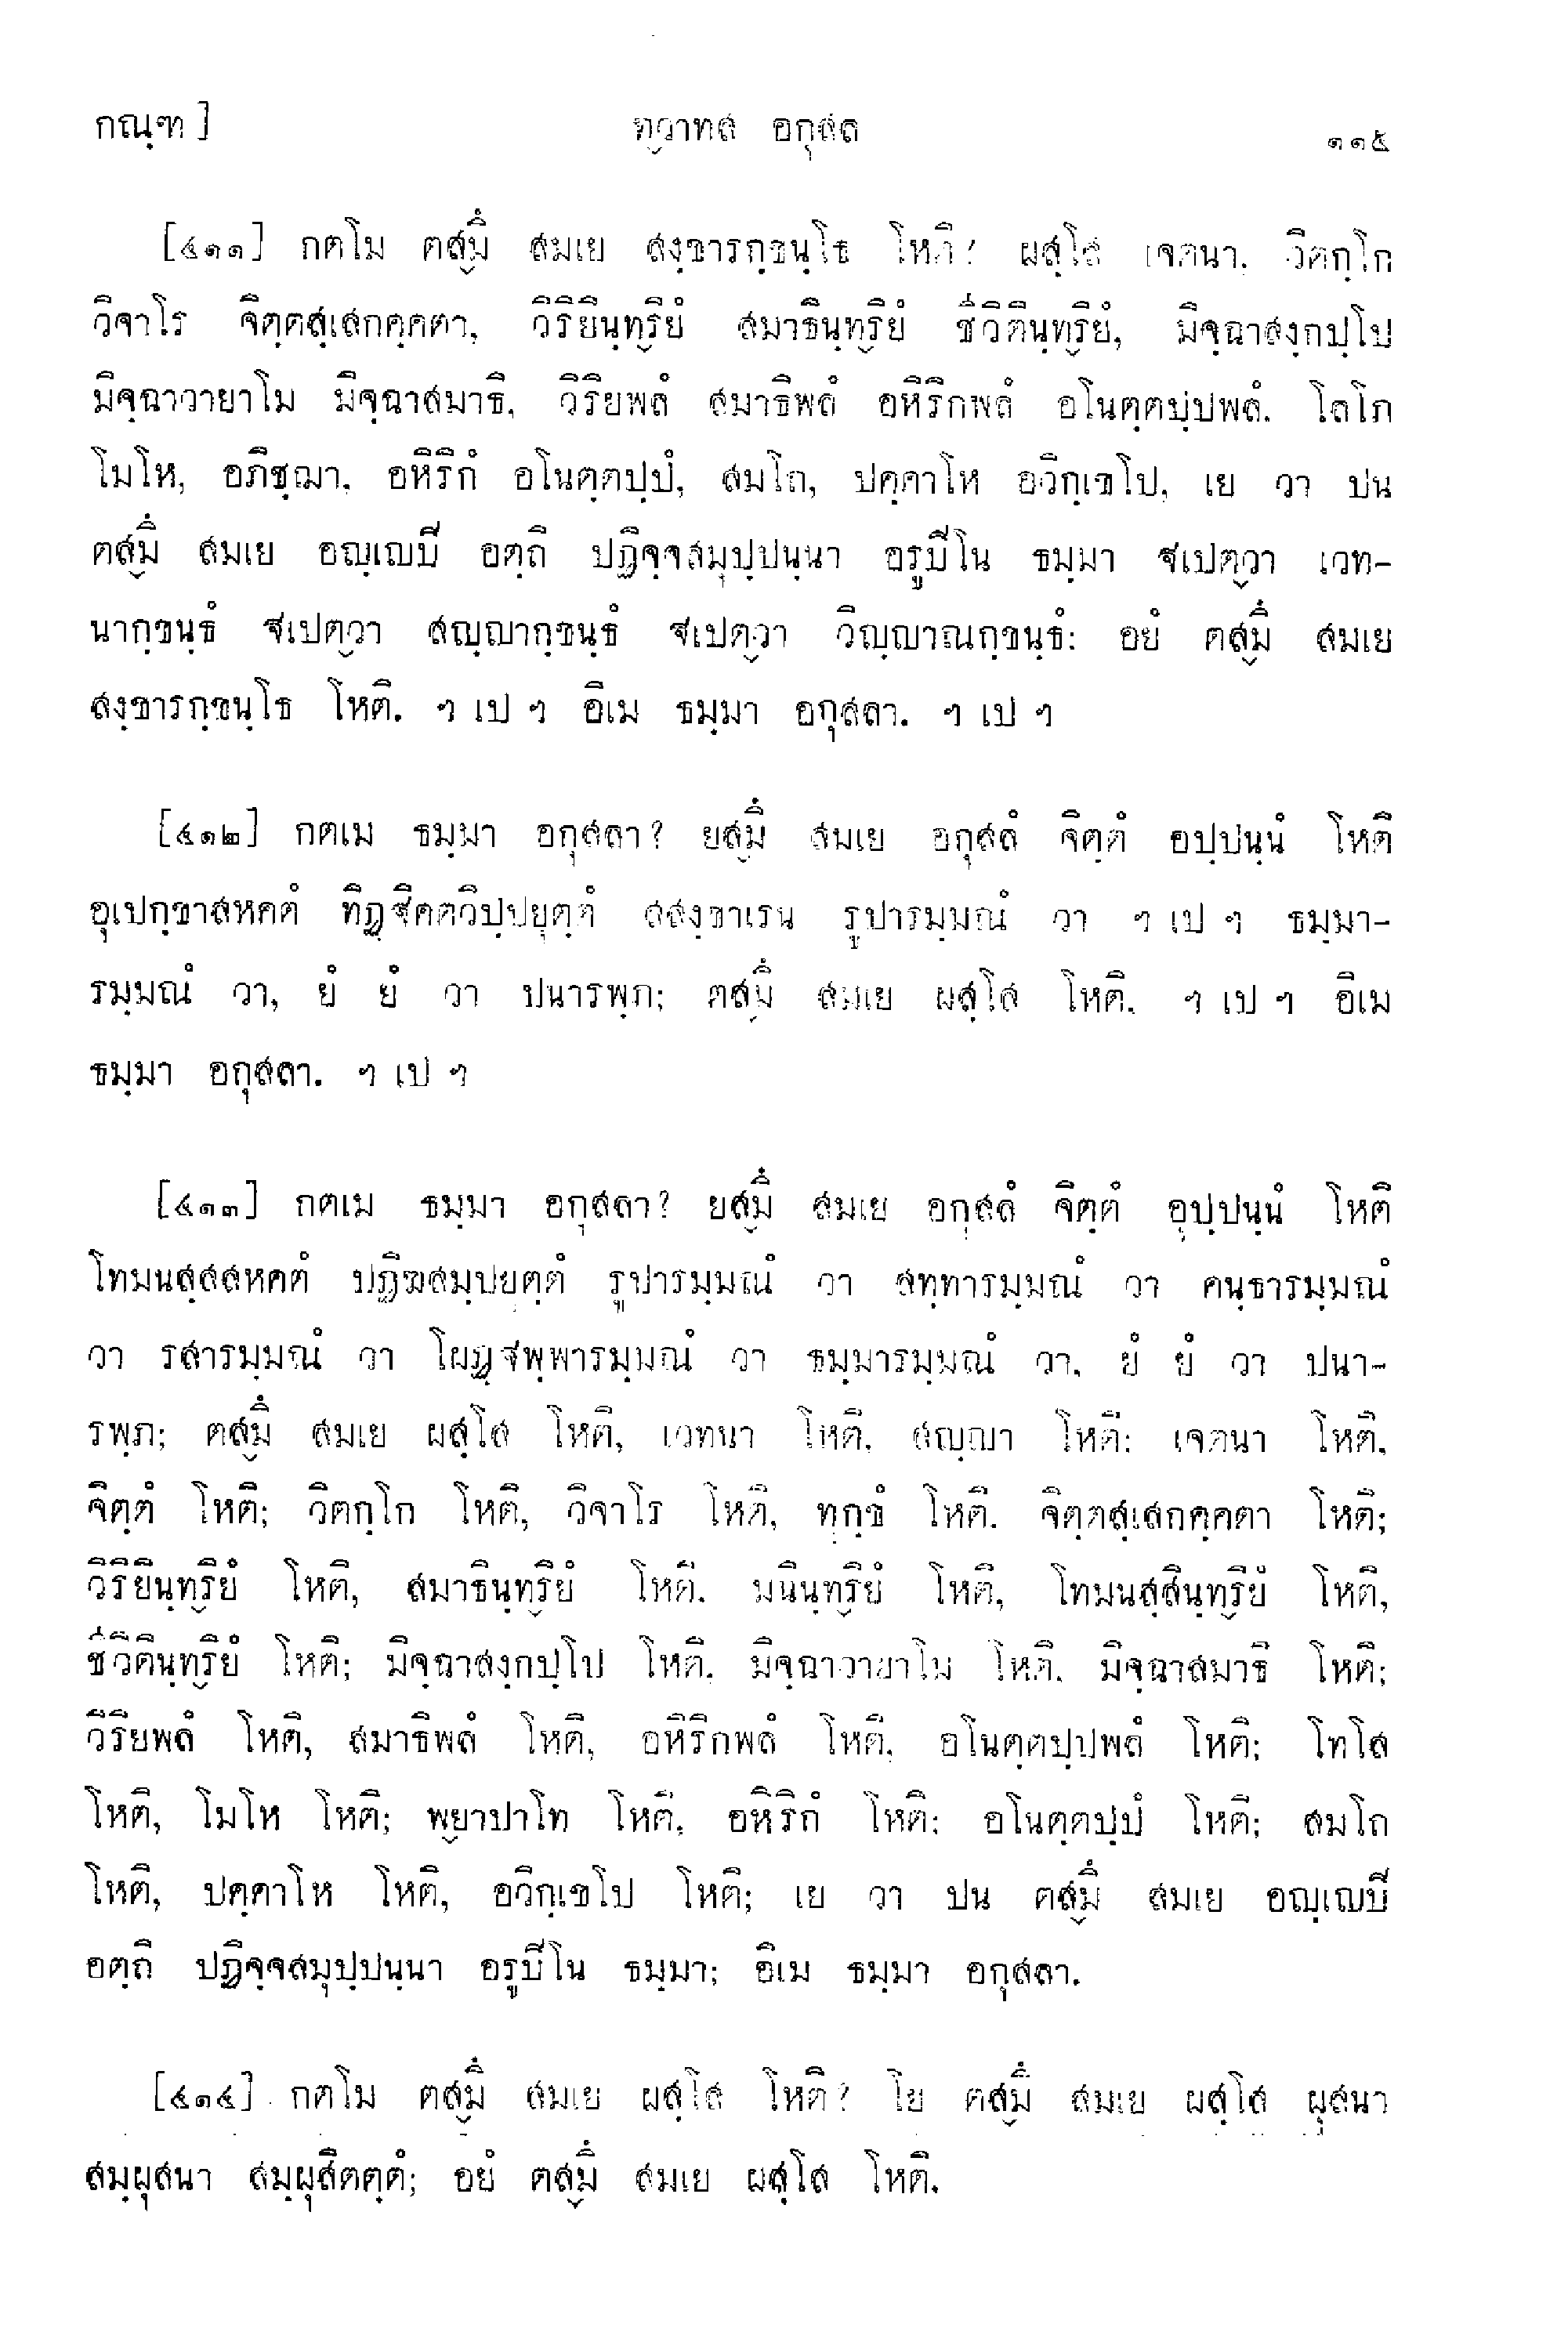 กณฺฑ]
ทฺวาทส อกุสล
๑๑๕
[๔๑๑] กตโม ตสฺมึ สมเย สงฺขารกฺขนฺโธ โหติ? ผสฺโส เจตนา, วิตกฺโก
วิจาโร จิตฺตสฺเสกคฺคตา, วิริยินฺทฺริยํ สมาธินฺทฺริยํ ชีวิตินฺทฺริยํ, มิจฺฉาสงฺกปฺโป
มิจฺฉาวายาโม มิจฺฉาสมาธิ, วิริยพลํ สมาธิพลํ อหิริกพลํ อโนตฺตปฺปพลํ, โลโภ
โมโห, อภิชฺฌา, อหิริกํ อโนตฺตปฺปํ, สมโถ, ปคฺคาโห อวิกฺเขโป, เย วา ปน
ตสฺมึ สมเย อญฺเญปิ อตฺถิ ปฏิจฺจสมุปฺปนฺนา อรูปิโน ธมฺมา ฐเปตฺวา เวท-
นากฺขนฺธํ ฐเปตฺวา สญฺญากฺขนฺธํ ฐเปตฺวา วิญฺญาณกฺขนฺธํ: อยํ ตสฺมึ สมเย
สงฺขารกฺขนฺโธ โหติ. ฯ เป ฯ อิเม ธมฺมา อกุสลา. ฯ เป ฯ
[๔๑๒] กตเม ธมฺมา อกุสลา? ยสฺมึ สมเย อกุสลํ จิตฺตํ อปฺปนฺนํ โหติ
อุเปกฺขาสหคตํ ทิฏฺฐิคตวิปฺปยุตฺตํ สสงฺขาเรน รูปารมฺมณํ วา ฯ เป ฯ ธมฺมา-
รมฺมณํ วา, ยํ ยํ วา ปนารพฺภ; ตสฺมึ สมเย ผสฺโส โหติ. ฯ เป ฯ อิเม
ธมฺมา อกุสลา. ฯ เป ฯ
[๔๑๓] กตเม ธมฺมา อกุสลา? ยสฺมึ สมเย อกุสลํ จิตฺตํ อุปฺปนฺนํ โหติ
โทมนสฺสสหคตํ ปฏิฆสมฺปยุตฺตํ รูปารมฺมณํ วา สทฺทารมฺมณํ วา คนฺธารมฺมณํ
วา รสารมฺมณํ วา โผฏฺฐพฺพารมฺมณํ วา ธมฺมารมฺมณํ วา, ยํ ยํ วา ปนา-
รพฺภ; ตสฺมึ สมเย ผสฺโส โหติ, เวทนา โหติ, สญฺญา โหติ: เจตนา โหติ,
จิตฺตํ โหติ; วิตกฺโก โหติ, วิจาโร โหติ, ทุกฺขํ โหติ. จิตฺตสฺเสกคฺคตา โหติ;
วิริยินฺทฺริยํ โหติ, สมาธินฺทฺริยํ โหติ. มนินฺทฺริยํ โหติ, โทมนสฺสินฺทฺริยํ โหติ,
ชีวิตินฺทฺริยํ โหติ; มิจฺฉาสงฺกปฺโป โหติ. มิจฺฉาวายาโม โหติ. มิจฺฉาสมาธิ โหติ;
วิริยพลํ โหติ, สมาธิพลํ โหติ, อหิริกพลํ โหติ, อโนตฺตปฺปพลํ โหติ; โทโส
โหติ, โมโห โหติ; พฺยาปาโท โหติ, อหิริกํ โหติ: อโนตฺตปฺปํ โหติ; สมโถ
โหติ, ปคฺคาโห โหติ, อวิกฺเขโป โหติ; เย วา ปน ตสฺมึ สมเย อญฺเญปิ
อตฺถิ ปฏิจฺจสมุปฺปนฺนา อรูปิโน ธมฺมา; อิเม ธมฺมา อกุสลา.
[๔๑๔] กตโม ตสฺมึ สมเย ผสฺโส โหติ? โย ตสฺมึ สมเย ผสฺโส ผุสนา
สมฺผุสนา สมฺผุสิตตฺตํ; อยํ ตสฺมึ สมเย ผสฺโส โหติ.